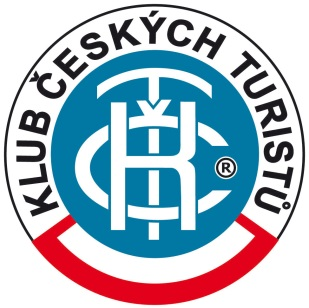 KLUB ČESKÝCH TURISTŮ
KČT
®